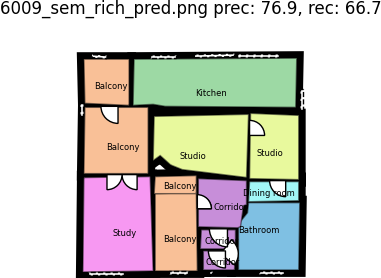 6009_sem_rich_pred.png prec: 76.9, rec: 66.7
Balcony
Kitchen
Balcony
Studio
Studio
Balcony
Dining room
Corridor
Study
Balcony
Corridor
Bathroom
Corridor